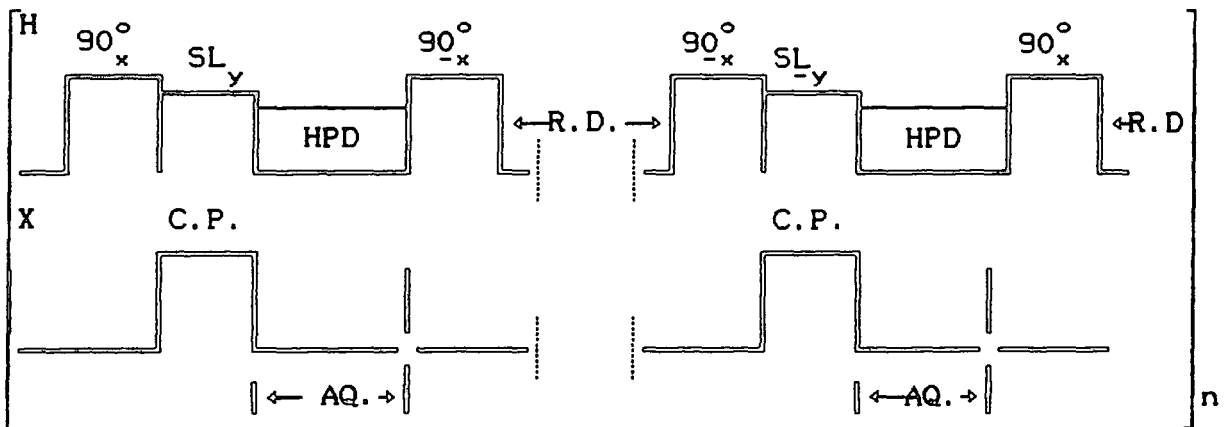 H
90°x SLy 90°-x 90°-x SL-y 90°x
HPD ←R.D.→ HPD ←R.D
X C.P. C.P.
← AQ. → ←AQ.→ n